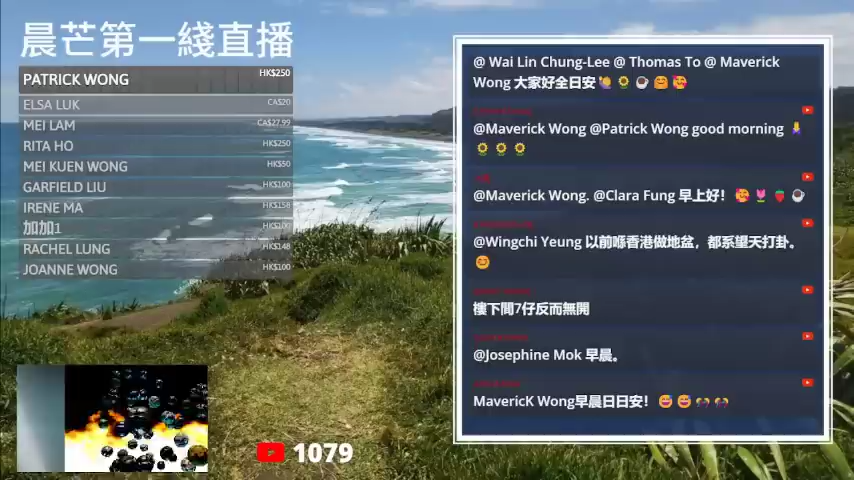 晨芒第一綫直播
PATRICK WONG HK$250
ELSA LUK CA$20
MEI LAM CA$27.99
RITA HO HK$250
MEI KUEN WONG HK$50
GARFIELD LIU HK$100
IRENE MA HK$158
加加1 HK$100
RACHEL LUNG HK$148
JOANNE WONG HK$100
@ Wai Lin Chung-Lee @ Thomas To @ Maverick
Wong 大家好全日安
@Maverick Wong @Patrick Wong good morning
@Maverick Wong. @Clara Fung 早上好！
@Wingchi Yeung 以前喺香港做地盆，都系望天打卦。
樓下間7仔反而無開
@Josephine Mok 早晨。
MavericK Wong早晨日日安！
1079